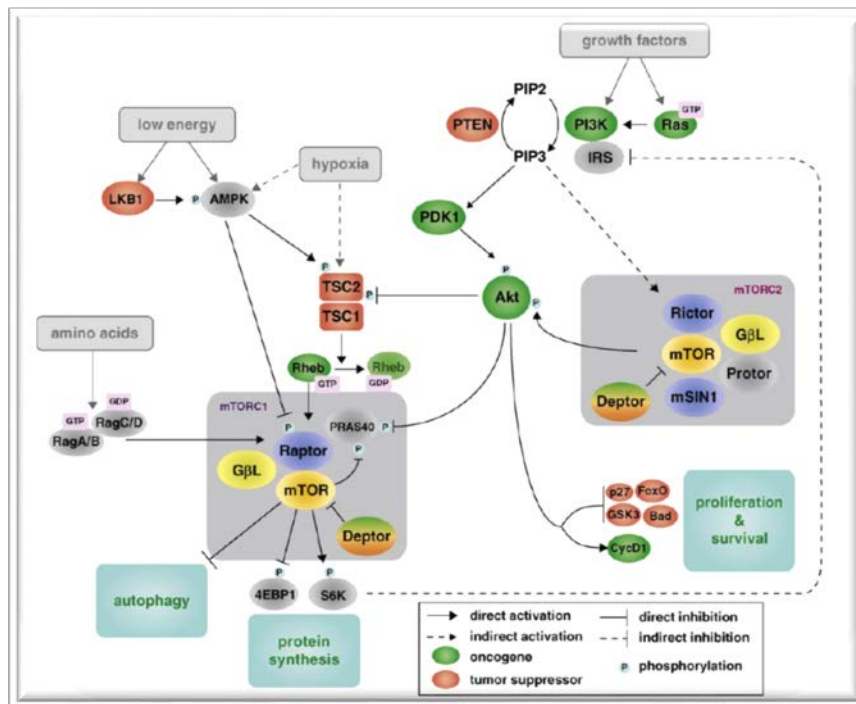 growth factors
PIP2
GTP
PTEN
PI3K
Ras
low energy
PIP3
IRS
hypoxia
LKB1
P
AMPK
PDK1
P
P
TSC2
P
Akt
P
mTORC2
TSC1
Rictor
GβL
amino acids
mTOR
Protor
Rheb
Rheb
GTP
GDP
Deptor
mSIN1
GDP
mTORC1
GTP
RagC/D
P
PRAS40
P
RagA/B
Raptor
P
GβL
mTOR
p27
FoxO
proliferation
GSK3
Bad
&
survival
Deptor
CycD1
P
P
autophagy
4EBP1
S6K
direct activation
direct inhibition
indirect activation
indirect inhibition
protein
synthesis
oncogene
P
phosphorylation
tumor suppressor